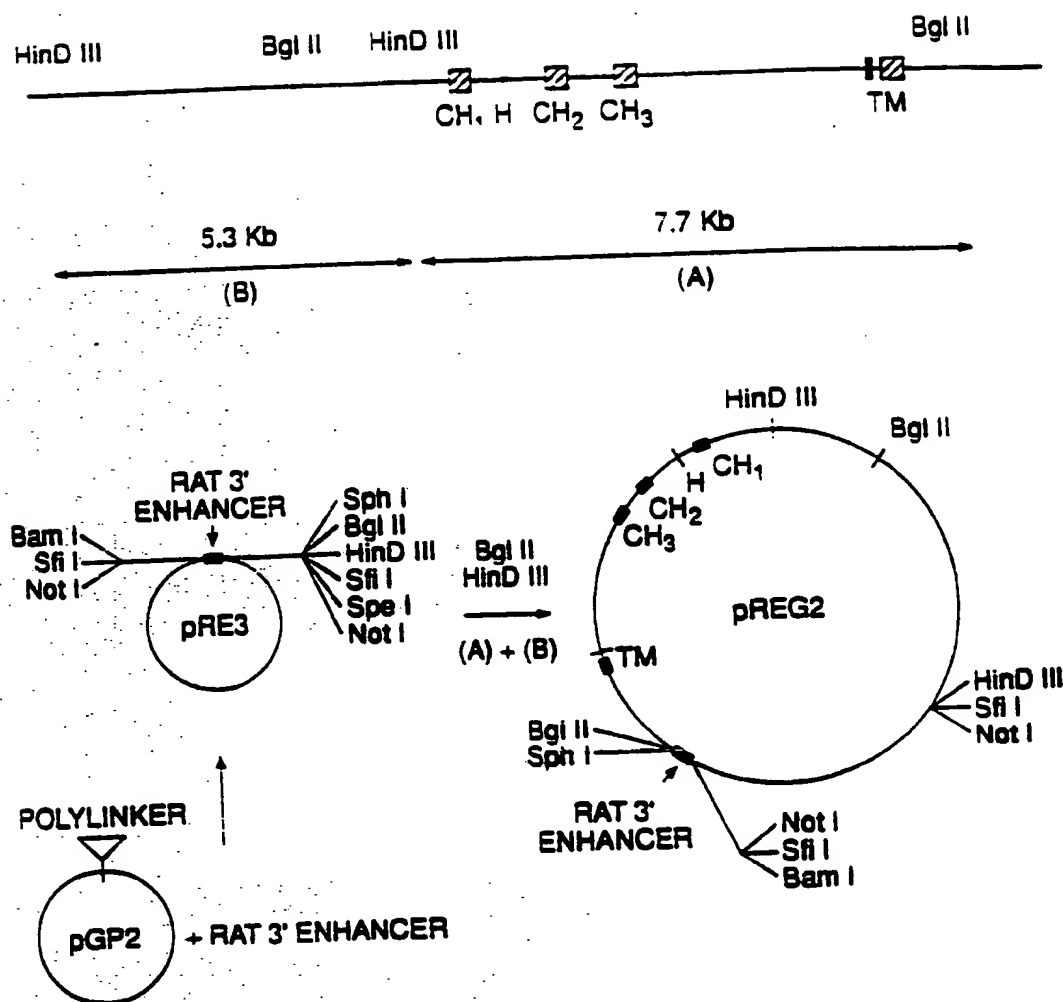 HinD III
Bgl II
HinD III
Bgl II
CH₁ H CH₂ CH₃
TM
5.3 Kb
7.7 Kb
(B)
(A)
RAT 3'
ENHANCER
Bam I
Sfi I
Not I
Sph I
Bgl II
HinD III
Sfi I
Spe I
Not I
pRE3
Bgl II
HinD III
(A) + (B)
HinD III
Bgl II
CH₁
H
CH₂
CH₃
pREG2
TM
HinD III
Sfi I
Not I
Bgl II
Sph I
RAT 3'
ENHANCER
Not I
Sfi I
Bam I
POLYLINKER
pGP2
+ RAT 3' ENHANCER